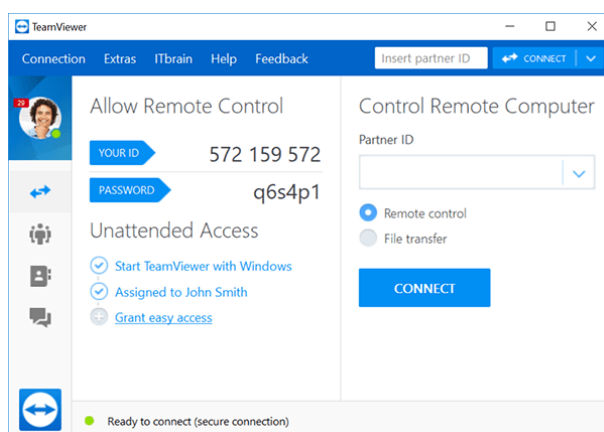 TeamViewer
Connection Extras ITbrain Help Feedback Insert partner ID CONNECT
29
Allow Remote Control
YOUR ID 572 159 572
PASSWORD q6s4p1
Unattended Access
Start TeamViewer with Windows
Assigned to John Smith
Grant easy access
Control Remote Computer
Partner ID
Remote control
File transfer
CONNECT
Ready to connect (secure connection)